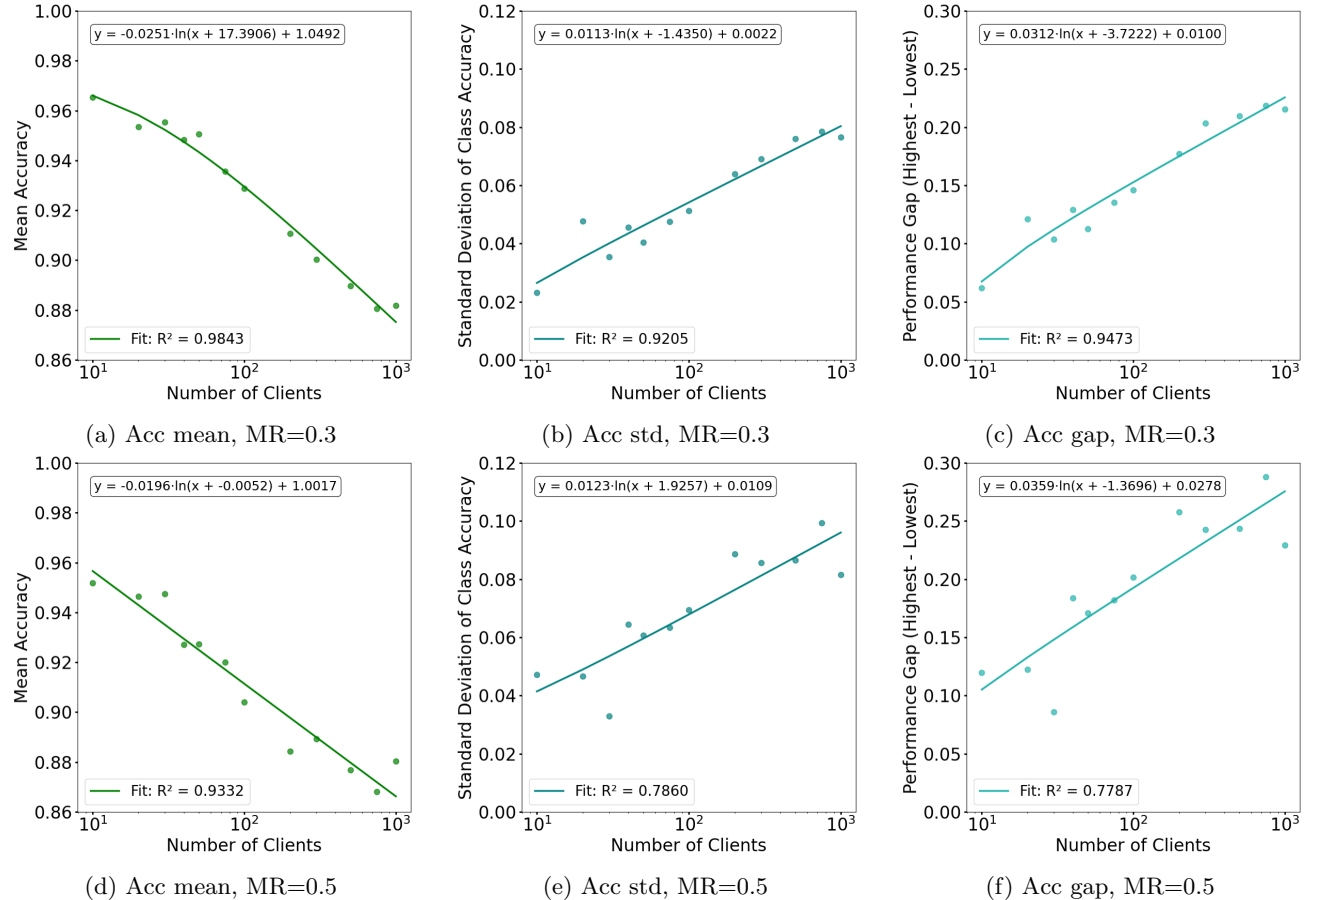 y = -0.0251·ln(x + 17.3906) + 1.0492
Mean Accuracy
1.00
0.98
0.96
0.94
0.92
0.90
0.88
0.86
Fit: R² = 0.9843
10¹
10²
10³
Number of Clients
(a) Acc mean, MR=0.3
y = 0.0113·ln(x + -1.4350) + 0.0022
Standard Deviation of Class Accuracy
0.12
0.10
0.08
0.06
0.04
0.02
0.00
Fit: R² = 0.9205
10¹
10²
10³
Number of Clients
(b) Acc std, MR=0.3
y = 0.0312·ln(x + -3.7222) + 0.0100
Performance Gap (Highest - Lowest)
0.30
0.25
0.20
0.15
0.10
0.05
0.00
Fit: R² = 0.9473
10¹
10²
10³
Number of Clients
(c) Acc gap, MR=0.3
y = -0.0196·ln(x + -0.0052) + 1.0017
Mean Accuracy
1.00
0.98
0.96
0.94
0.92
0.90
0.88
0.86
Fit: R² = 0.9332
10¹
10²
10³
Number of Clients
(d) Acc mean, MR=0.5
y = 0.0123·ln(x + 1.9257) + 0.0109
Standard Deviation of Class Accuracy
0.12
0.10
0.08
0.06
0.04
0.02
0.00
Fit: R² = 0.7860
10¹
10²
10³
Number of Clients
(e) Acc std, MR=0.5
y = 0.0359·ln(x + -1.3696) + 0.0278
Performance Gap (Highest - Lowest)
0.30
0.25
0.20
0.15
0.10
0.05
0.00
Fit: R² = 0.7787
10¹
10²
10³
Number of Clients
(f) Acc gap, MR=0.5